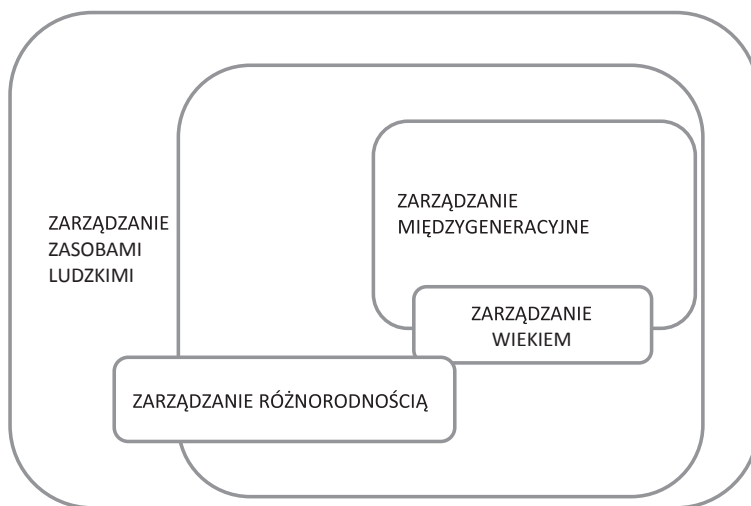 ZARZĄDZANIE
ZASOBAMI
LUDZKIMI
ZARZĄDZANIE
MIĘDZYGENERACYJNE
ZARZĄDZANIE
WIEKIEM
ZARZĄDZANIE RÓŻNORODNOŚCIĄ